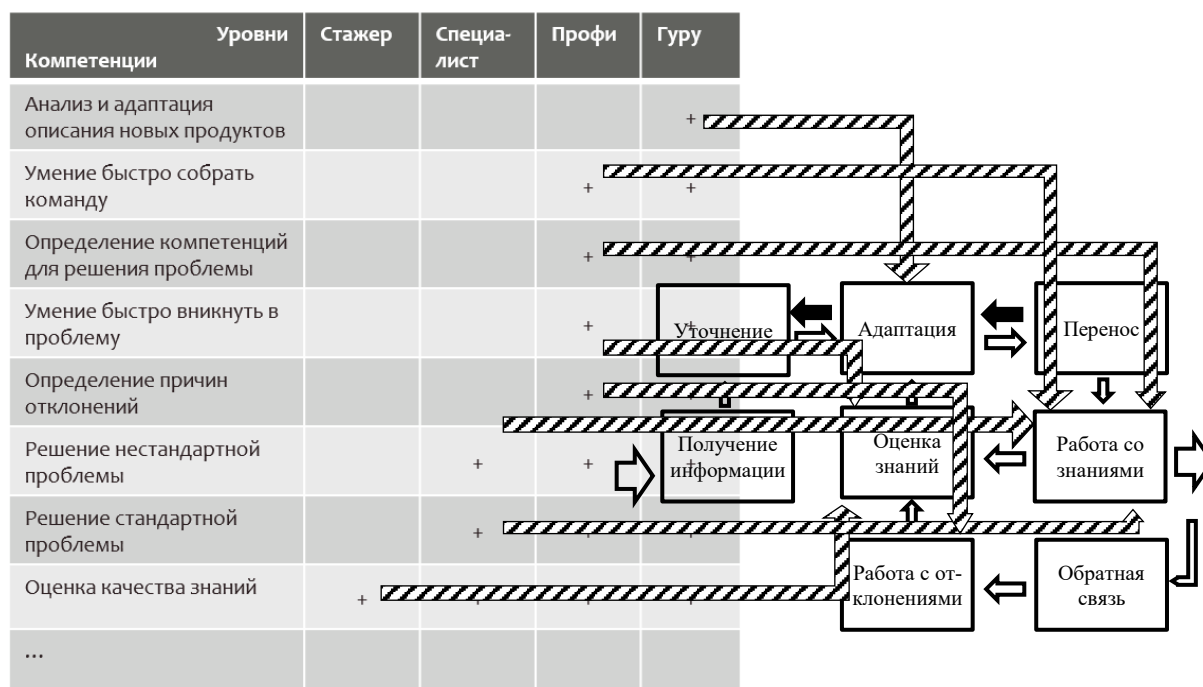 Уровни
Компетенции
Стажер
Специа-
лист
Профи
Гуру
Анализ и адаптация
описания новых продуктов
+
Умение быстро собрать
команду
+ +
Определение компетенций
для решения проблемы
+ +
Умение быстро вникнуть в
проблему
+ +
Определение причин
отклонений
+
Решение нестандартной
проблемы
+ + +
Решение стандартной
проблемы
+ + +
Оценка качества знаний
+ + + +
...
Уточнение
Адаптация
Перенос
Получение
информации
Оценка
знаний
Работа со
знаниями
Работа с от-
клонениями
Обратная
связь